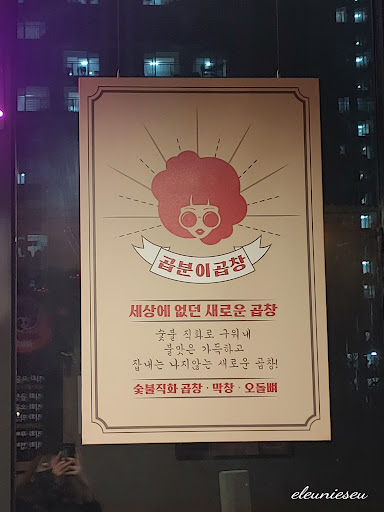 곱분이곱창
세상에 없던 새로운 곱창
숯불 직화로 구워내
불맛은 가득하고
잡내는 나지않는 새로운 곱창!
숯불직화 곱창 · 막창 · 오돌뼈
eleunieseu